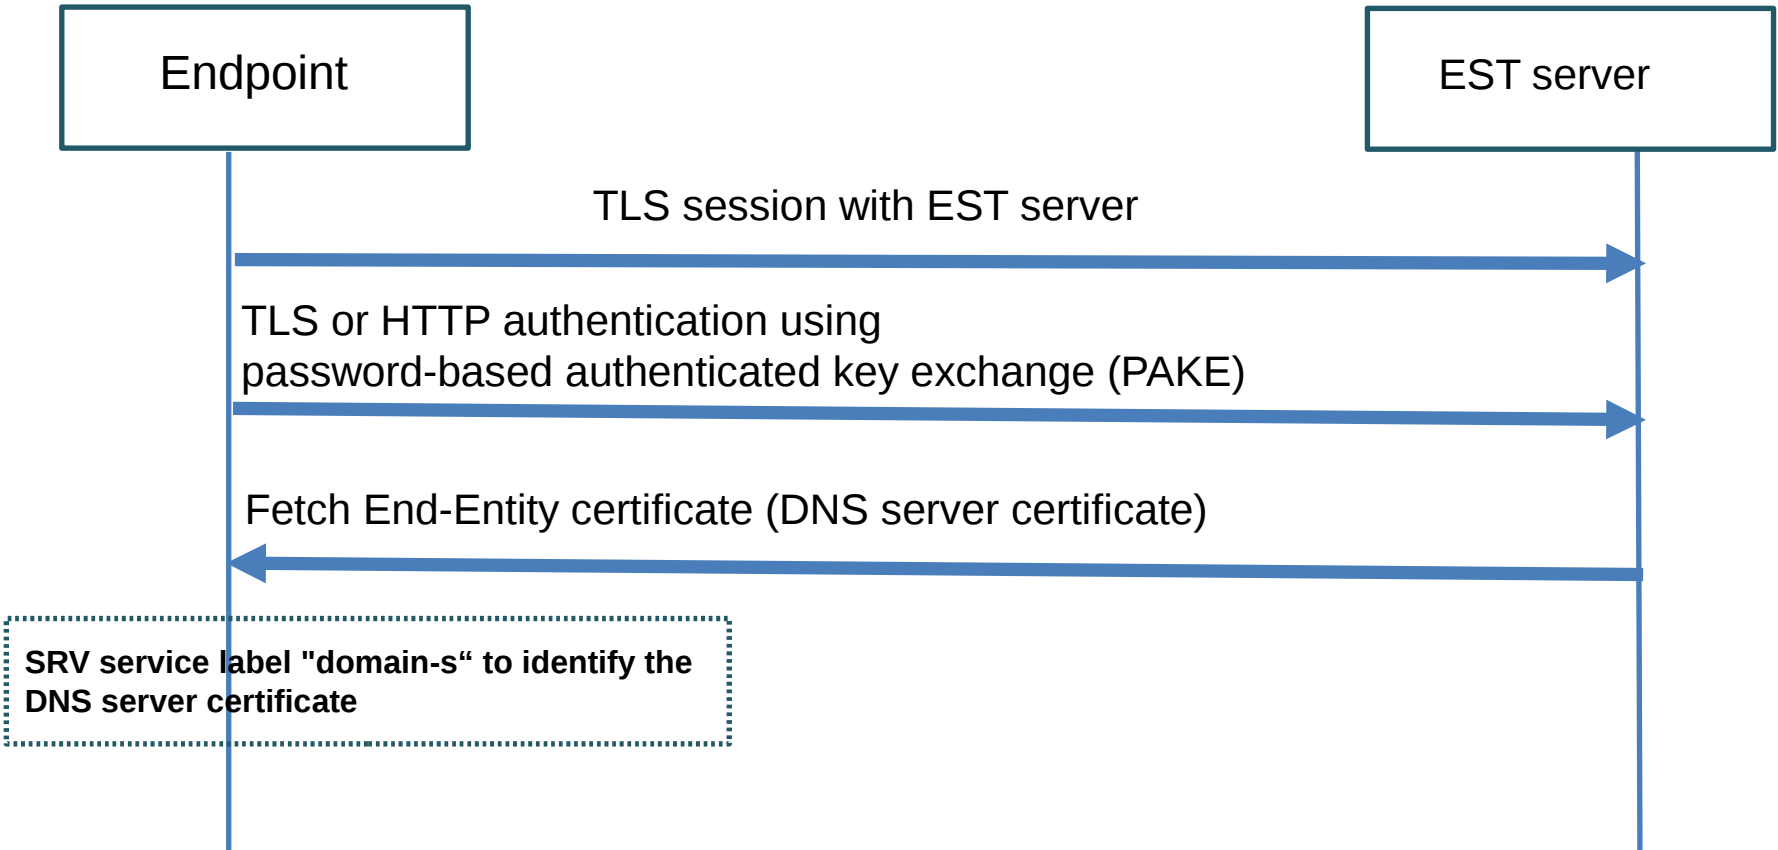 Endpoint
EST server
TLS session with EST server
TLS or HTTP authentication using
password-based authenticated key exchange (PAKE)
Fetch End-Entity certificate (DNS server certificate)
SRV service label "domain-s“ to identify the
DNS server certificate